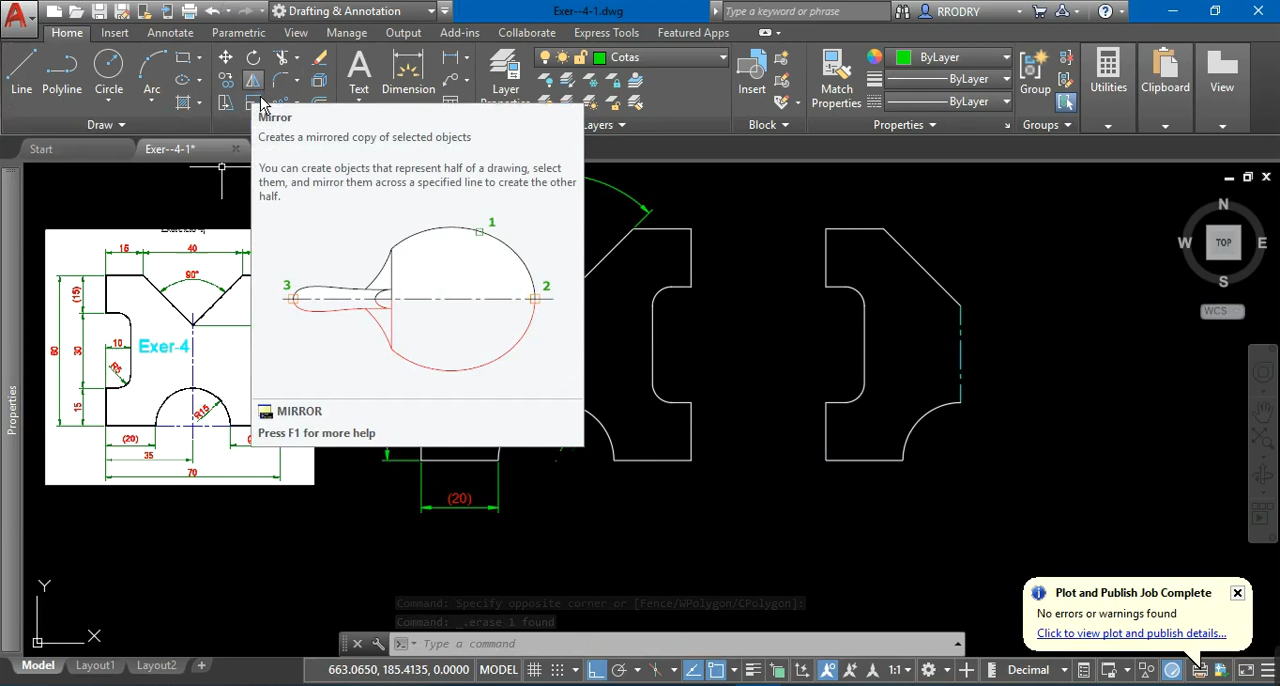 Drafting & Annotation
Exer--4-1.dwg
Type a keyword or phrase
RRODRY
Home
Insert
Annotate
Parametric
View
Manage
Output
Add-ins
Collaborate
Express Tools
Featured Apps
Line
Polyline
Circle
Arc
Text
Dimension
Layer
Properties
Cotas
Insert
Match
Properties
ByLayer
ByLayer
ByLayer
Group
Utilities
Clipboard
View
Draw
Layers
Block
Properties
Groups
Start
Exer--4-1*
Mirror
Creates a mirrored copy of selected objects
You can create objects that represent half of a drawing, select
them, and mirror them across a specified line to create the other
half.
1
2
3
MIRROR
Press F1 for more help
15
40
90°
(15)
60
30
10
R5
15
Exer-4
R15
(20)
35
70
(20)
N
W
TOP
E
S
WCS
Properties
Y
X
Command: Specify opposite corner or [Fence/WPolygon/CPolygon]:
Command: _.erase 1 found
Type a command
Plot and Publish Job Complete
No errors or warnings found
Click to view plot and publish details...
Model
Layout1
Layout2
+
663.0650, 185.4135, 0.0000
MODEL
1:1
Decimal